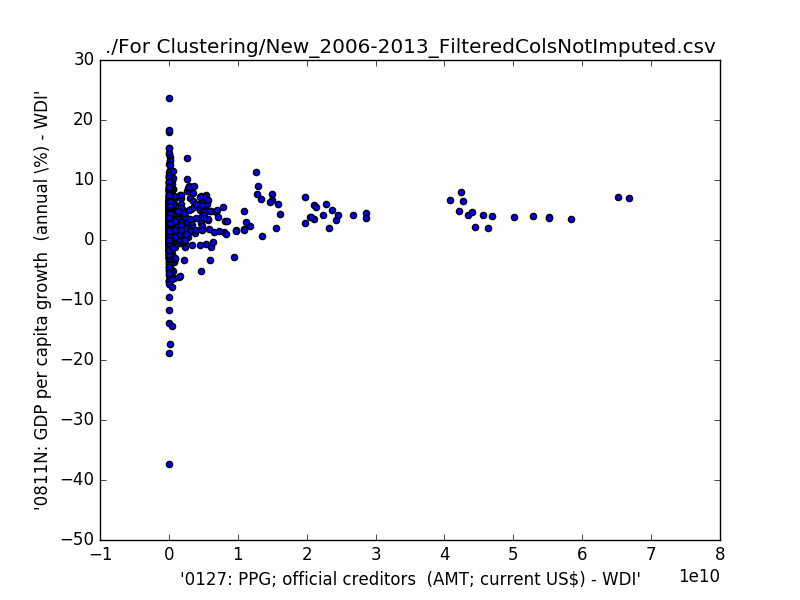 ./For Clustering/New_2006-2013_FilteredColsNotImputed.csv
30
20
10
0
−10
−20
−30
−40
−50
'0811N: GDP per capita growth  (annual \%) - WDI'
−1 0 1 2 3 4 5 6 7 8
1e10
'0127: PPG; official creditors  (AMT; current US$) - WDI'